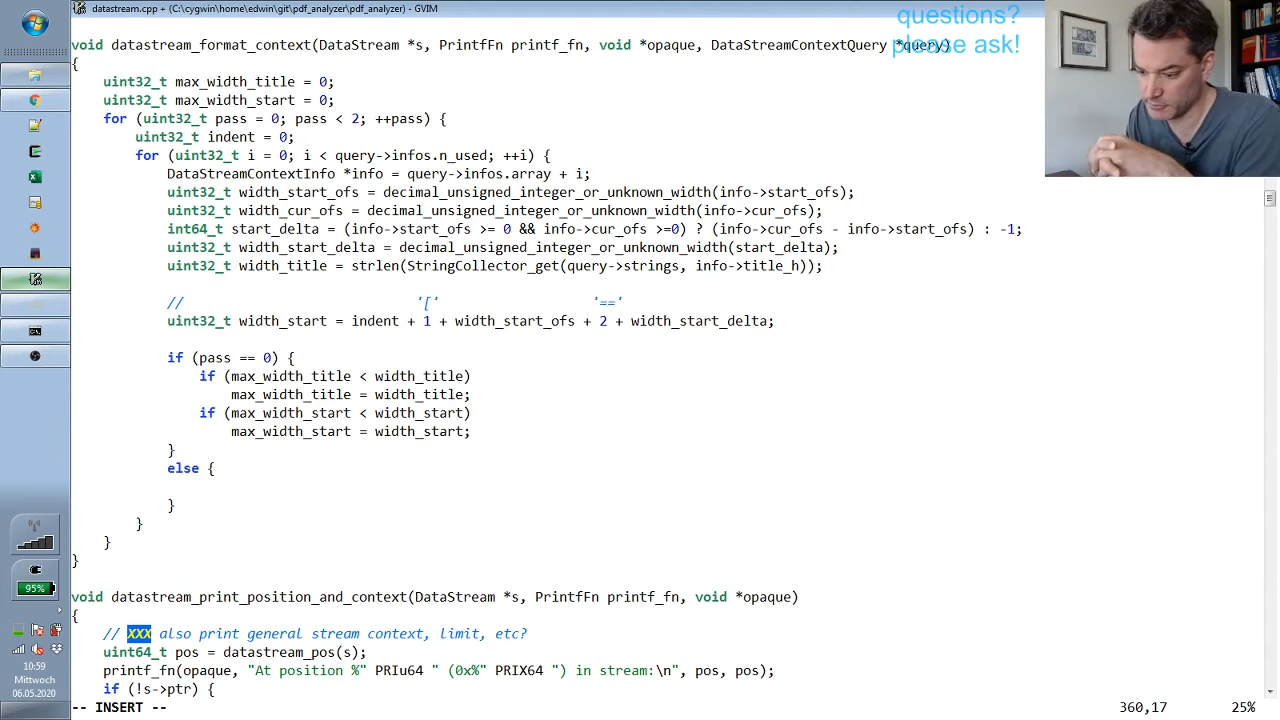 datastream.cpp + (C:\cygwin\home\edwin\git\pdf_analyzer\pdf_analyzer) - GVIM
questions?
please ask!
void datastream_format_context(DataStream *s, PrintfFn printf_fn, void *opaque, DataStreamContextQuery *query)
{
    uint32_t max_width_title = 0;
    uint32_t max_width_start = 0;
    for (uint32_t pass = 0; pass < 2; ++pass) {
        uint32_t indent = 0;
        for (uint32_t i = 0; i < query->infos.n_used; ++i) {
            DataStreamContextInfo *info = query->infos.array + i;
            uint32_t width_start_ofs = decimal_unsigned_integer_or_unknown_width(info->start_ofs);
            uint32_t width_cur_ofs = decimal_unsigned_integer_or_unknown_width(info->cur_ofs);
            int64_t start_delta = (info->start_ofs >= 0 && info->cur_ofs >=0) ? (info->cur_ofs - info->start_ofs) : -1;
            uint32_t width_start_delta = decimal_unsigned_integer_or_unknown_width(start_delta);
            uint32_t width_title = strlen(StringCollector_get(query->strings, info->title_h));
            //                             '['                   '=='
            uint32_t width_start = indent + 1 + width_start_ofs + 2 + width_start_delta;
            if (pass == 0) {
                if (max_width_title < width_title)
                    max_width_title = width_title;
                if (max_width_start < width_start)
                    max_width_start = width_start;
            }
            else {
            }
        }
    }
}
void datastream_print_position_and_context(DataStream *s, PrintfFn printf_fn, void *opaque)
{
    // XXX also print general stream context, limit, etc?
    uint64_t pos = datastream_pos(s);
    printf_fn(opaque, "At position %" PRIu64 " (0x%" PRIX64 ") in stream:\n", pos, pos);
    if (!s->ptr) {
-- INSERT --
360,17
25%
95%
10:59
Mittwoch
06.05.2020